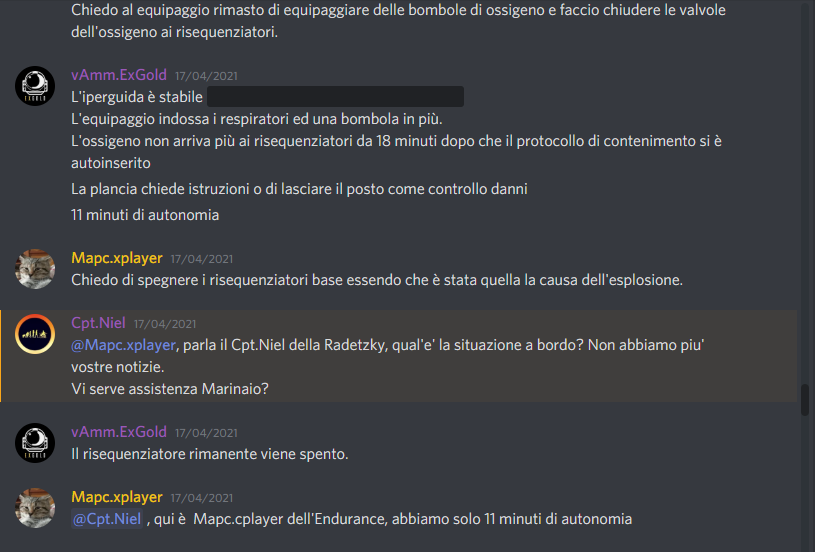 Chiedo al equipaggio rimasto di equipaggiare delle bombole di ossigeno e faccio chiudere le valvole
dell'ossigeno ai risequenziatori.
vAmm.ExGold 17/04/2021
L'iperguida è stabile
L'equipaggio indossa i respiratori ed una bombola in più.
L'ossigeno non arriva più ai risequenziatori da 18 minuti dopo che il protocollo di contenimento si è
autoinserito
La plancia chiede istruzioni o di lasciare il posto come controllo danni
11 minuti di autonomia
Mapc.xplayer 17/04/2021
Chiedo di spegnere i risequenziatori base essendo che è stata quella la causa dell'esplosione.
Cpt.Niel 17/04/2021
@Mapc.xplayer, parla il Cpt.Niel della Radetzky, qual'e' la situazione a bordo? Non abbiamo piu'
vostre notizie.
Vi serve assistenza Marinaio?
vAmm.ExGold 17/04/2021
Il risequenziatore rimanente viene spento.
Mapc.xplayer 17/04/2021
@Cpt.Niel , qui è Mapc.cplayer dell'Endurance, abbiamo solo 11 minuti di autonomia